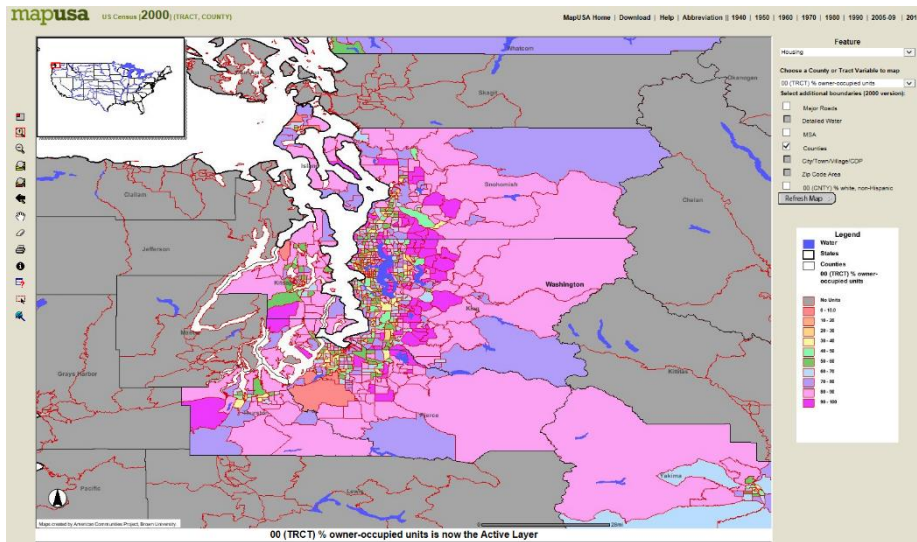 mapusa US Census (2000) (TRACT, COUNTY)
MapUSA Home | Download | Help | Abbreviation || 1940 | 1950 | 1960 | 1970 | 1980 | 1990 | 2005-09 | 201
Feature
Housing
Choose a County or Tract Variable to map
00 (TRCT) % owner-occupied units
Select additional boundaries (2000 version):
Major Roads
Detailed Water
MSA
Counties
City/Town/Village/CDP
Zip Code Area
00 (CNTY) % white, non-Hispanic
Refresh Map
Legend
Water
States
Counties
00 (TRCT) % owner-
occupied units
No Units
0 - 10.0
10 - 20
20 - 30
30 - 40
40 - 50
50 - 60
60 - 70
70 - 80
80 - 90
90 - 100
Whatcom
Okanogan
Skagit
Island
Snohomish
Clallam
Chelan
Jefferson
Washington
Kitsap
King
Mason
Grays Harbor
Kittitas
Thurston
Pierce
Yakima
Pacific
Lewis
Maps created by American Communities Project, Brown University
00 (TRCT) % owner-occupied units is now the Active Layer